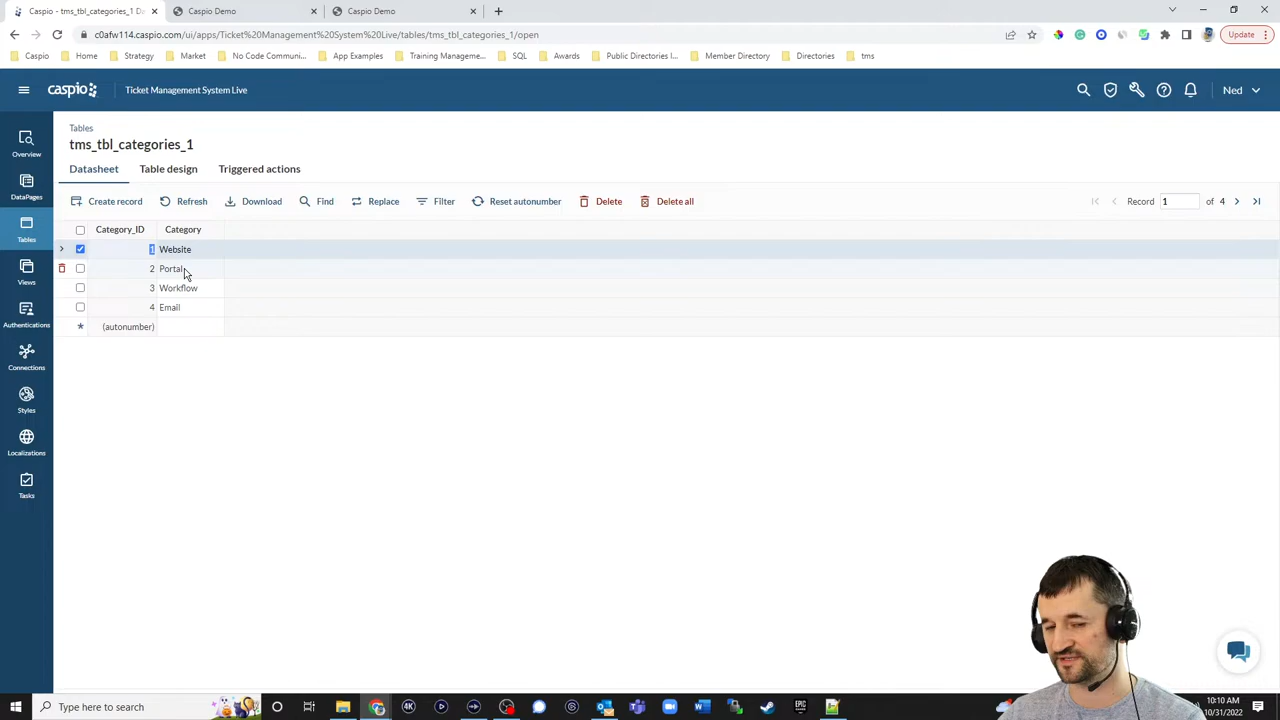 Caspio - tms_tbl_categories_1 D
Caspio Demo
Caspio Demo
c0afw114.caspio.com/ui/apps/Ticket%20Management%20System%20Live/tables/tms_tbl_categories_1/open
Update
Caspio
Home
Strategy
Market
No Code Communi...
App Examples
Training Manageme...
SQL
Awards
Public Directories I...
Member Directory
Directories
tms
caspio
Ticket Management System Live
Ned
Overview
DataPages
Tables
Views
Authentications
Connections
Styles
Localizations
Tasks
Tables
tms_tbl_categories_1
Datasheet Table design Triggered actions
Create record Refresh Download Find Replace Filter Reset autonumber Delete Delete all Record 1 of 4
Category_ID Category
1 Website
2 Portal
3 Workflow
4 Email
* (autonumber)
Type here to search
4K
EPIC GAMES
10:10 AM
10/31/2022